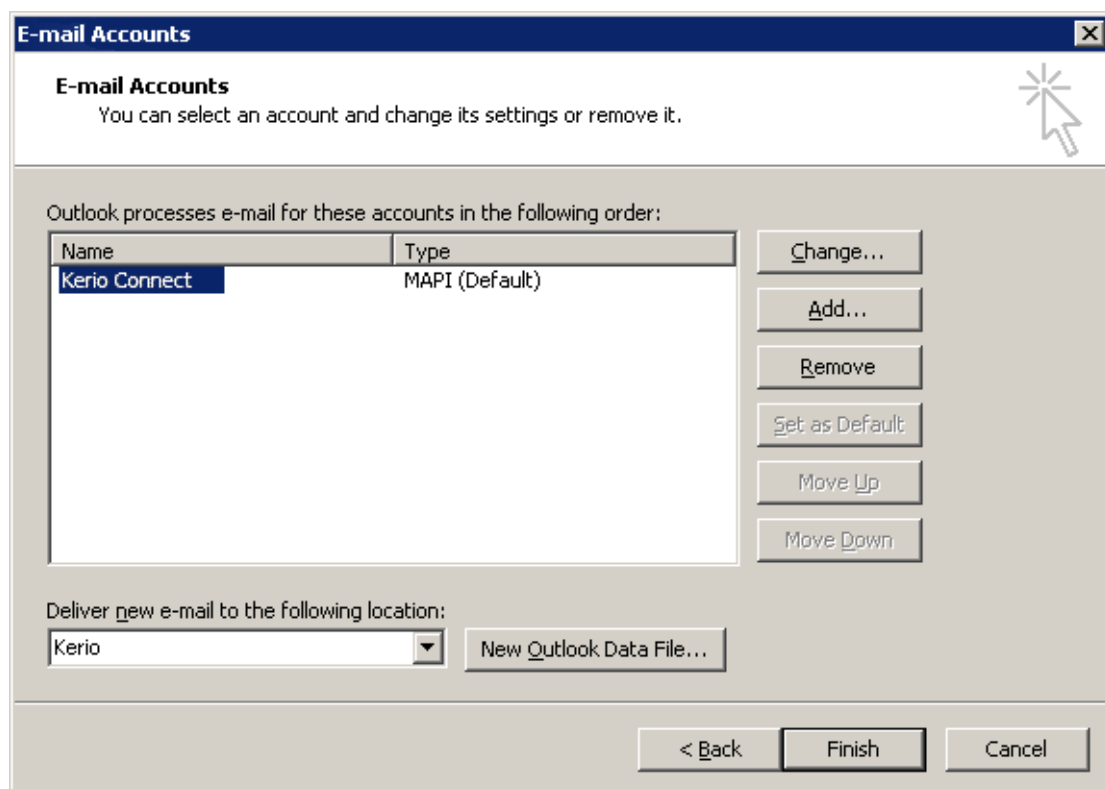 E-mail Accounts
E-mail Accounts
You can select an account and change its settings or remove it.
Outlook processes e-mail for these accounts in the following order:
Name Type
Kerio Connect MAPI (Default)
Change...
Add...
Remove
Set as Default
Move Up
Move Down
Deliver new e-mail to the following location:
Kerio New Outlook Data File...
< Back Finish Cancel